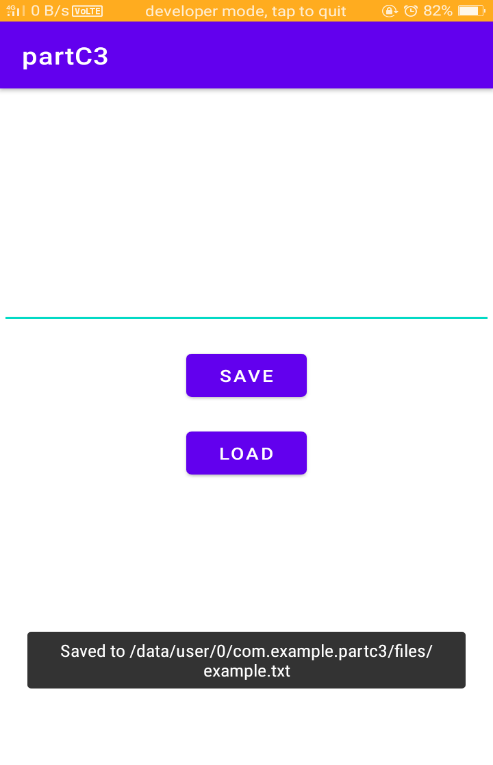 4G 0 B/s VoLTE developer mode, tap to quit 82%
partC3
SAVE
LOAD
Saved to /data/user/0/com.example.partc3/files/
example.txt